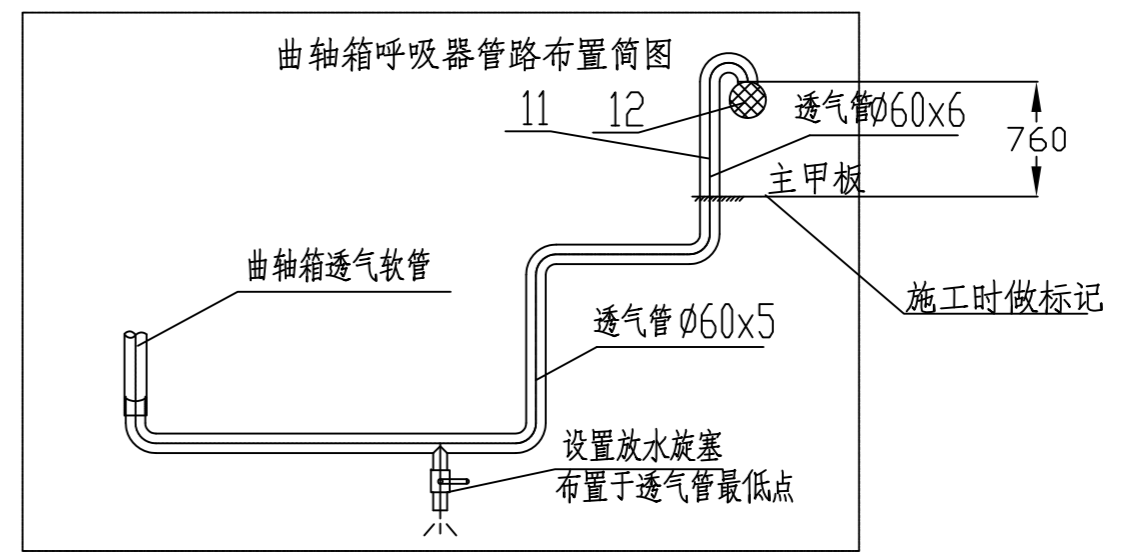 曲轴箱呼吸器管路布置简图
11
12
透气管Ø60x6
760
主甲板
曲轴箱透气软管
施工时做标记
透气管Ø60x5
设置放水旋塞
布置于透气管最低点